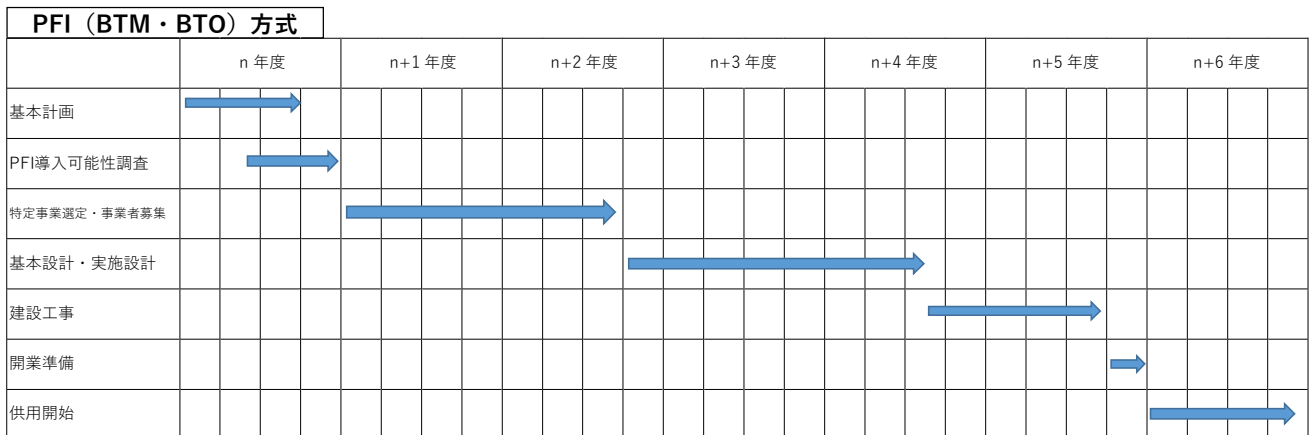 PFI（BTM・BTO）方式
n 年度 n+1 年度 n+2 年度 n+3 年度 n+4 年度 n+5 年度 n+6 年度
基本計画
PFI導入可能性調査
特定事業選定・事業者募集
基本設計・実施設計
建設工事
開業準備
供用開始